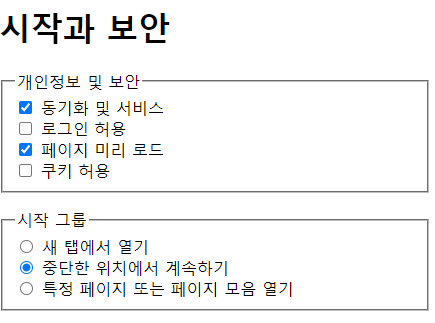 시작과 보안
개인정보 및 보안
동기화 및 서비스
로그인 허용
페이지 미리 로드
쿠키 허용
시작 그룹
새 탭에서 열기
중단한 위치에서 계속하기
특정 페이지 또는 페이지 모음 열기